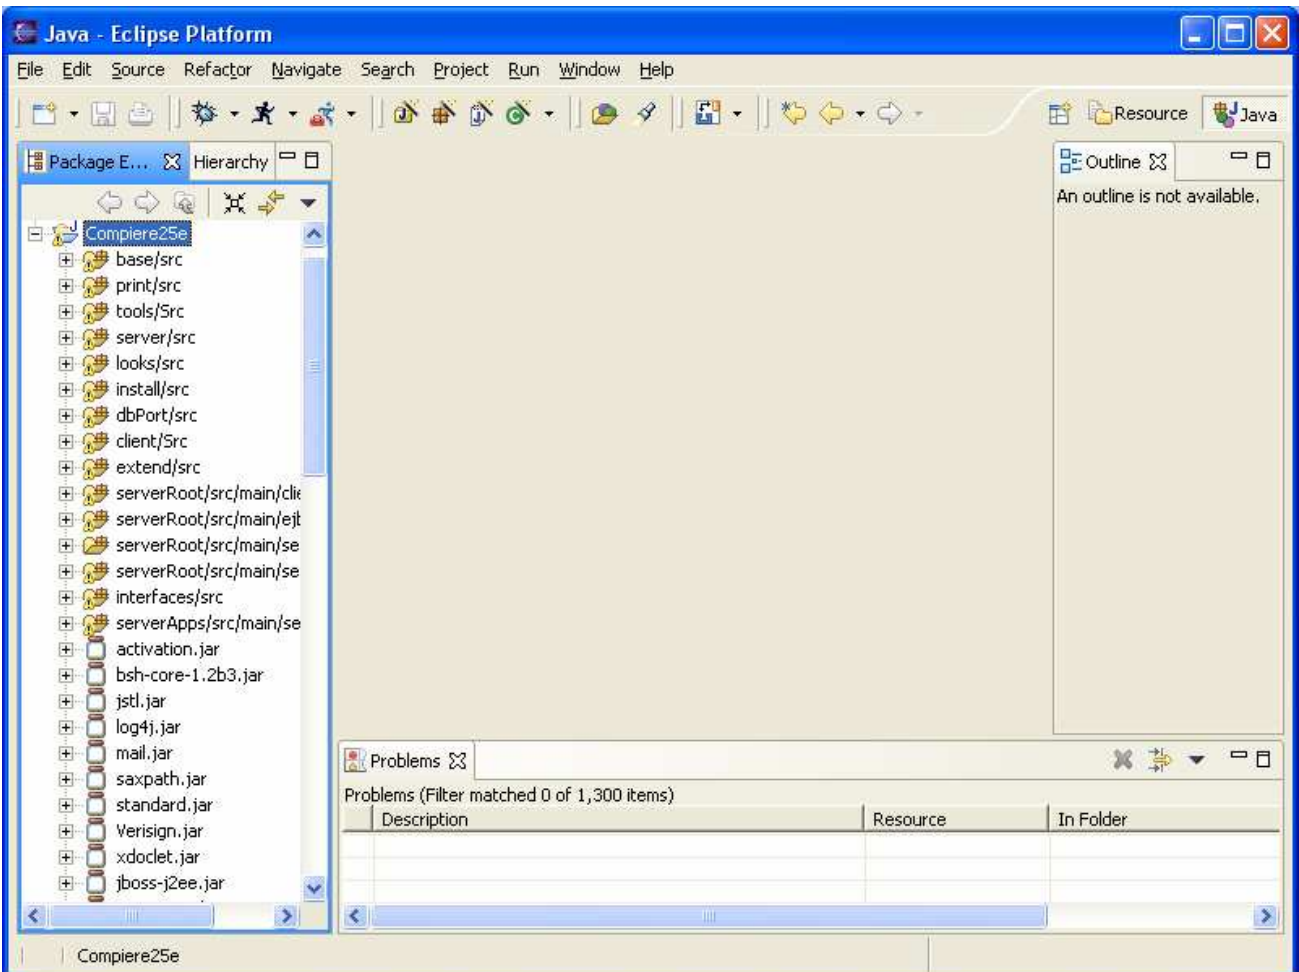 Java - Eclipse Platform
File Edit Source Refactor Navigate Search Project Run Window Help
Resource Java
Package E... Hierarchy
Outline
An outline is not available.
Compiere25e
base/src
print/src
tools/Src
server/src
looks/src
install/src
dbPort/src
client/Src
extend/src
serverRoot/src/main/clie
serverRoot/src/main/ejb
serverRoot/src/main/se
serverRoot/src/main/se
interfaces/src
serverApps/src/main/se
activation.jar
bsh-core-1.2b3.jar
jstl.jar
log4j.jar
mail.jar
saxpath.jar
standard.jar
Verisign.jar
xdoclet.jar
jboss-j2ee.jar
Problems
Problems (Filter matched 0 of 1,300 items)
Description Resource In Folder
Compiere25e